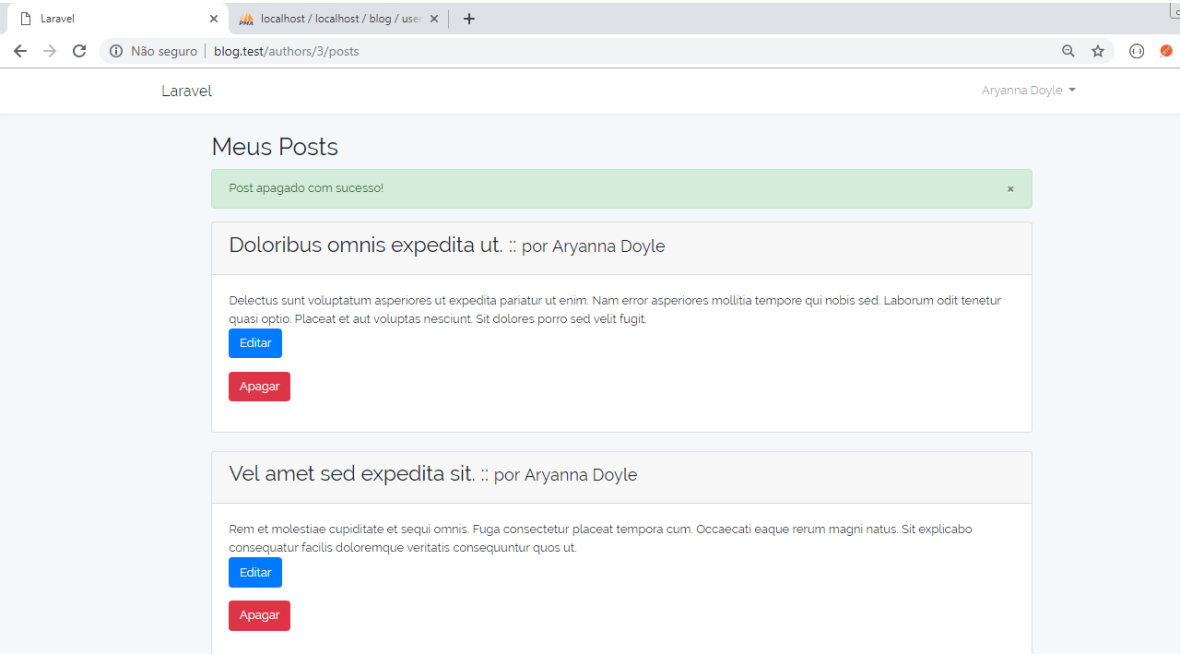 Laravel
localhost / localhost / blog / use
Não seguro | blog.test/authors/3/posts
Laravel
Aryanna Doyle
Meus Posts
Post apagado com sucesso!
×
Doloribus omnis expedita ut. :: por Aryanna Doyle
Delectus sunt voluptatum asperiores ut expedita pariatur ut enim. Nam error asperiores mollitia tempore qui nobis sed. Laborum odit tenetur
quasi optio. Placeat et aut voluptas nesciunt. Sit dolores porro sed velit fugit.
Editar
Apagar
Vel amet sed expedita sit. :: por Aryanna Doyle
Rem et molestiae cupiditate et sequi omnis. Fuga consectetur placeat tempora cum. Occaecati eaque rerum magni natus. Sit explicabo
consequatur facilis doloremque veritatis consequuntur quos ut.
Editar
Apagar